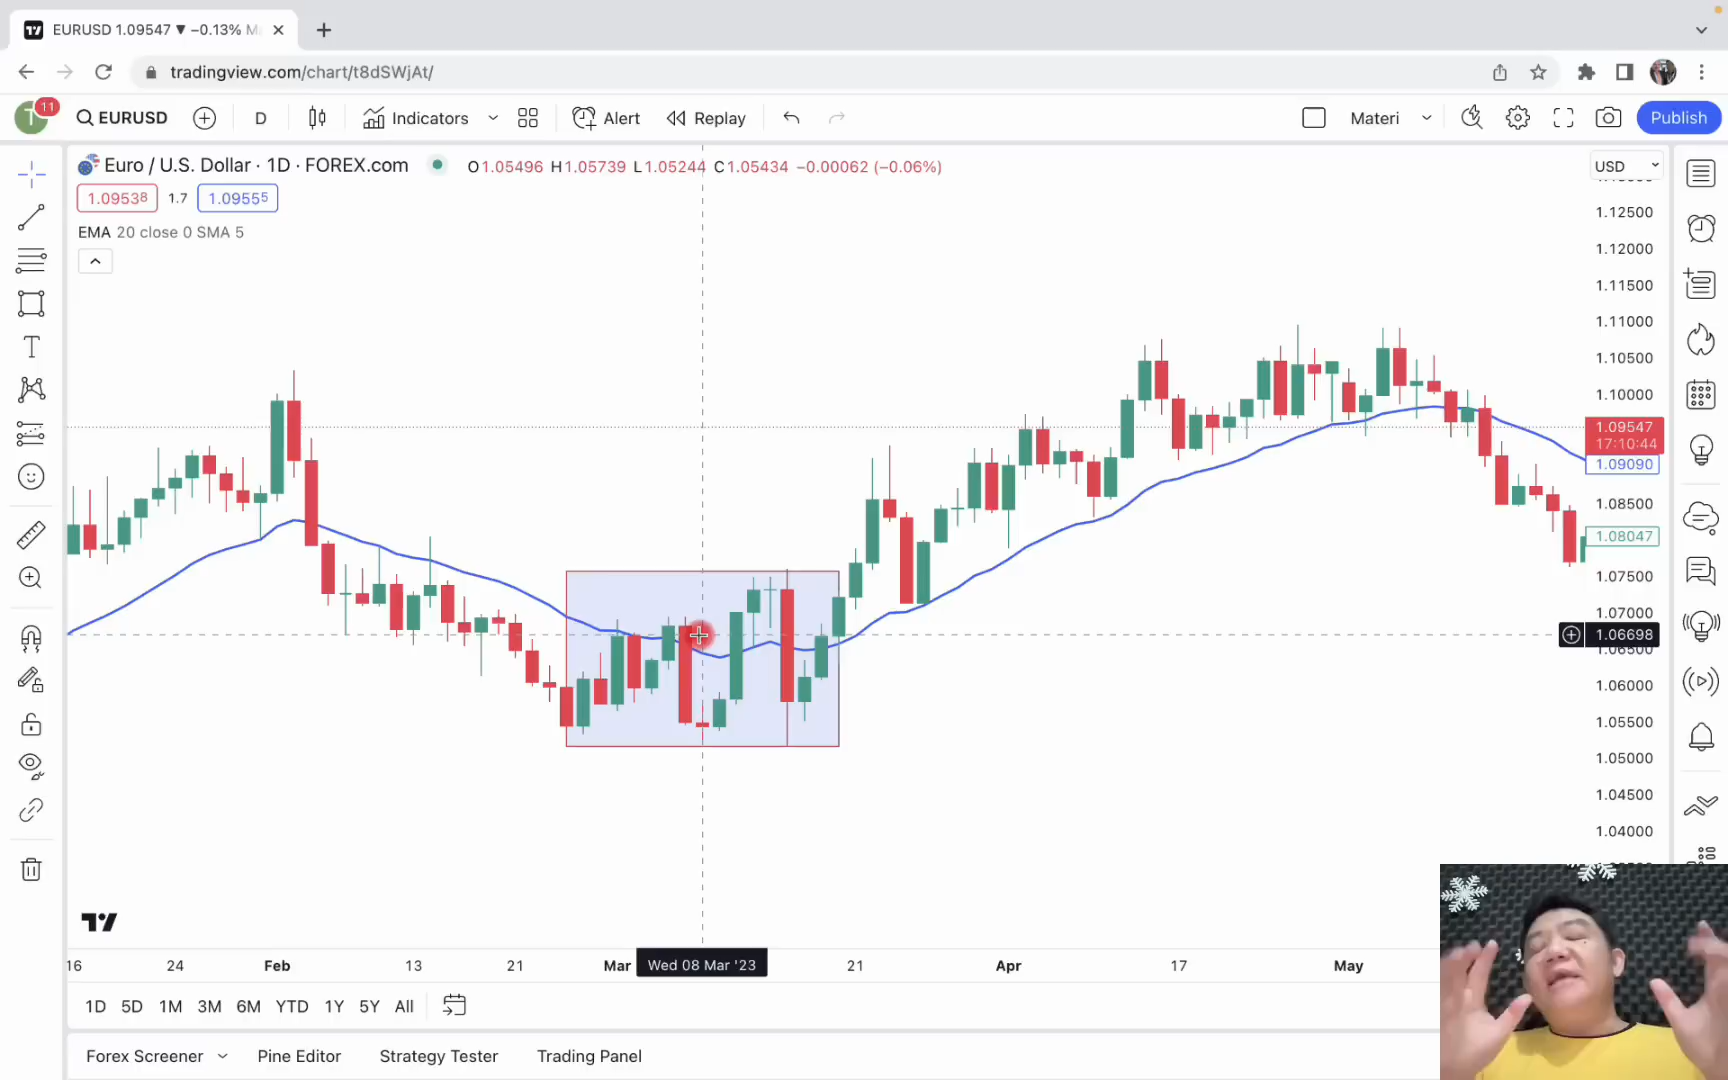 EURUSD 1.09547 ▼ −0.13% M
tradingview.com/chart/t8dSWjAt/
T 11 EURUSD D Indicators Alert Replay Materi Publish
Euro / U.S. Dollar · 1D · FOREX.com O1.05496 H1.05739 L1.05244 C1.05434 −0.00062 (−0.06%) USD
1.09538 1.7 1.09555
EMA 20 close 0 SMA 5
1.12500
1.12000
1.11500
1.11000
1.10500
1.10000
1.09547
17:10:44
1.09090
1.08500
1.08047
1.07500
1.07000
1.06698
1.06500
1.06000
1.05500
1.05000
1.04500
1.04000
16 24 Feb 13 21 Mar Wed 08 Mar '23 21 Apr 17 May
1D 5D 1M 3M 6M YTD 1Y 5Y All
Forex Screener Pine Editor Strategy Tester Trading Panel